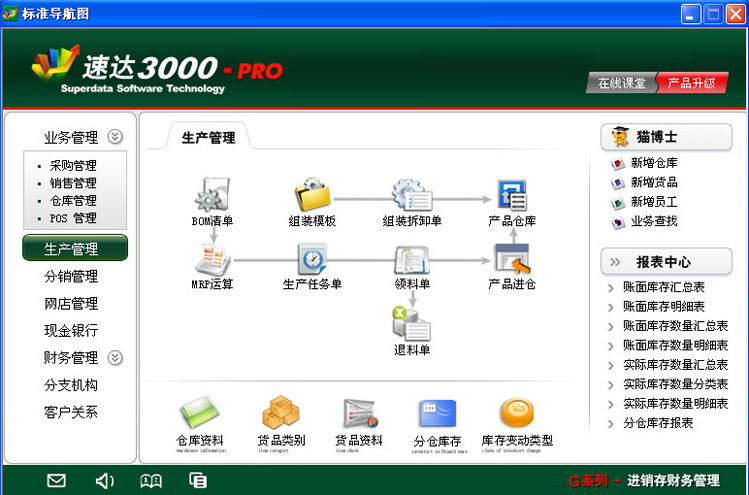 标准导航图
速达3000-PRO
Superdata Software Technology
在线课堂
产品升级
业务管理
采购管理
销售管理
仓库管理
POS 管理
生产管理
分销管理
网店管理
现金银行
财务管理
分支机构
客户关系
生产管理
BOM清单
组装模板
组装拆卸单
产品仓库
MRP运算
生产任务单
领料单
产品进仓
退料单
仓库资料
warehouse information
货品类别
item category
货品资料
item sheet
分仓库存
inventory in branch ware
库存变动类型
class of inventory change
猫博士
新增仓库
新增货品
新增员工
业务查找
报表中心
账面库存汇总表
账面库存明细表
账面库存数量汇总表
账面库存数量明细表
实际库存数量汇总表
实际库存数量分类表
实际库存数量明细表
分仓库存报表
G系列 - 进销存财务管理